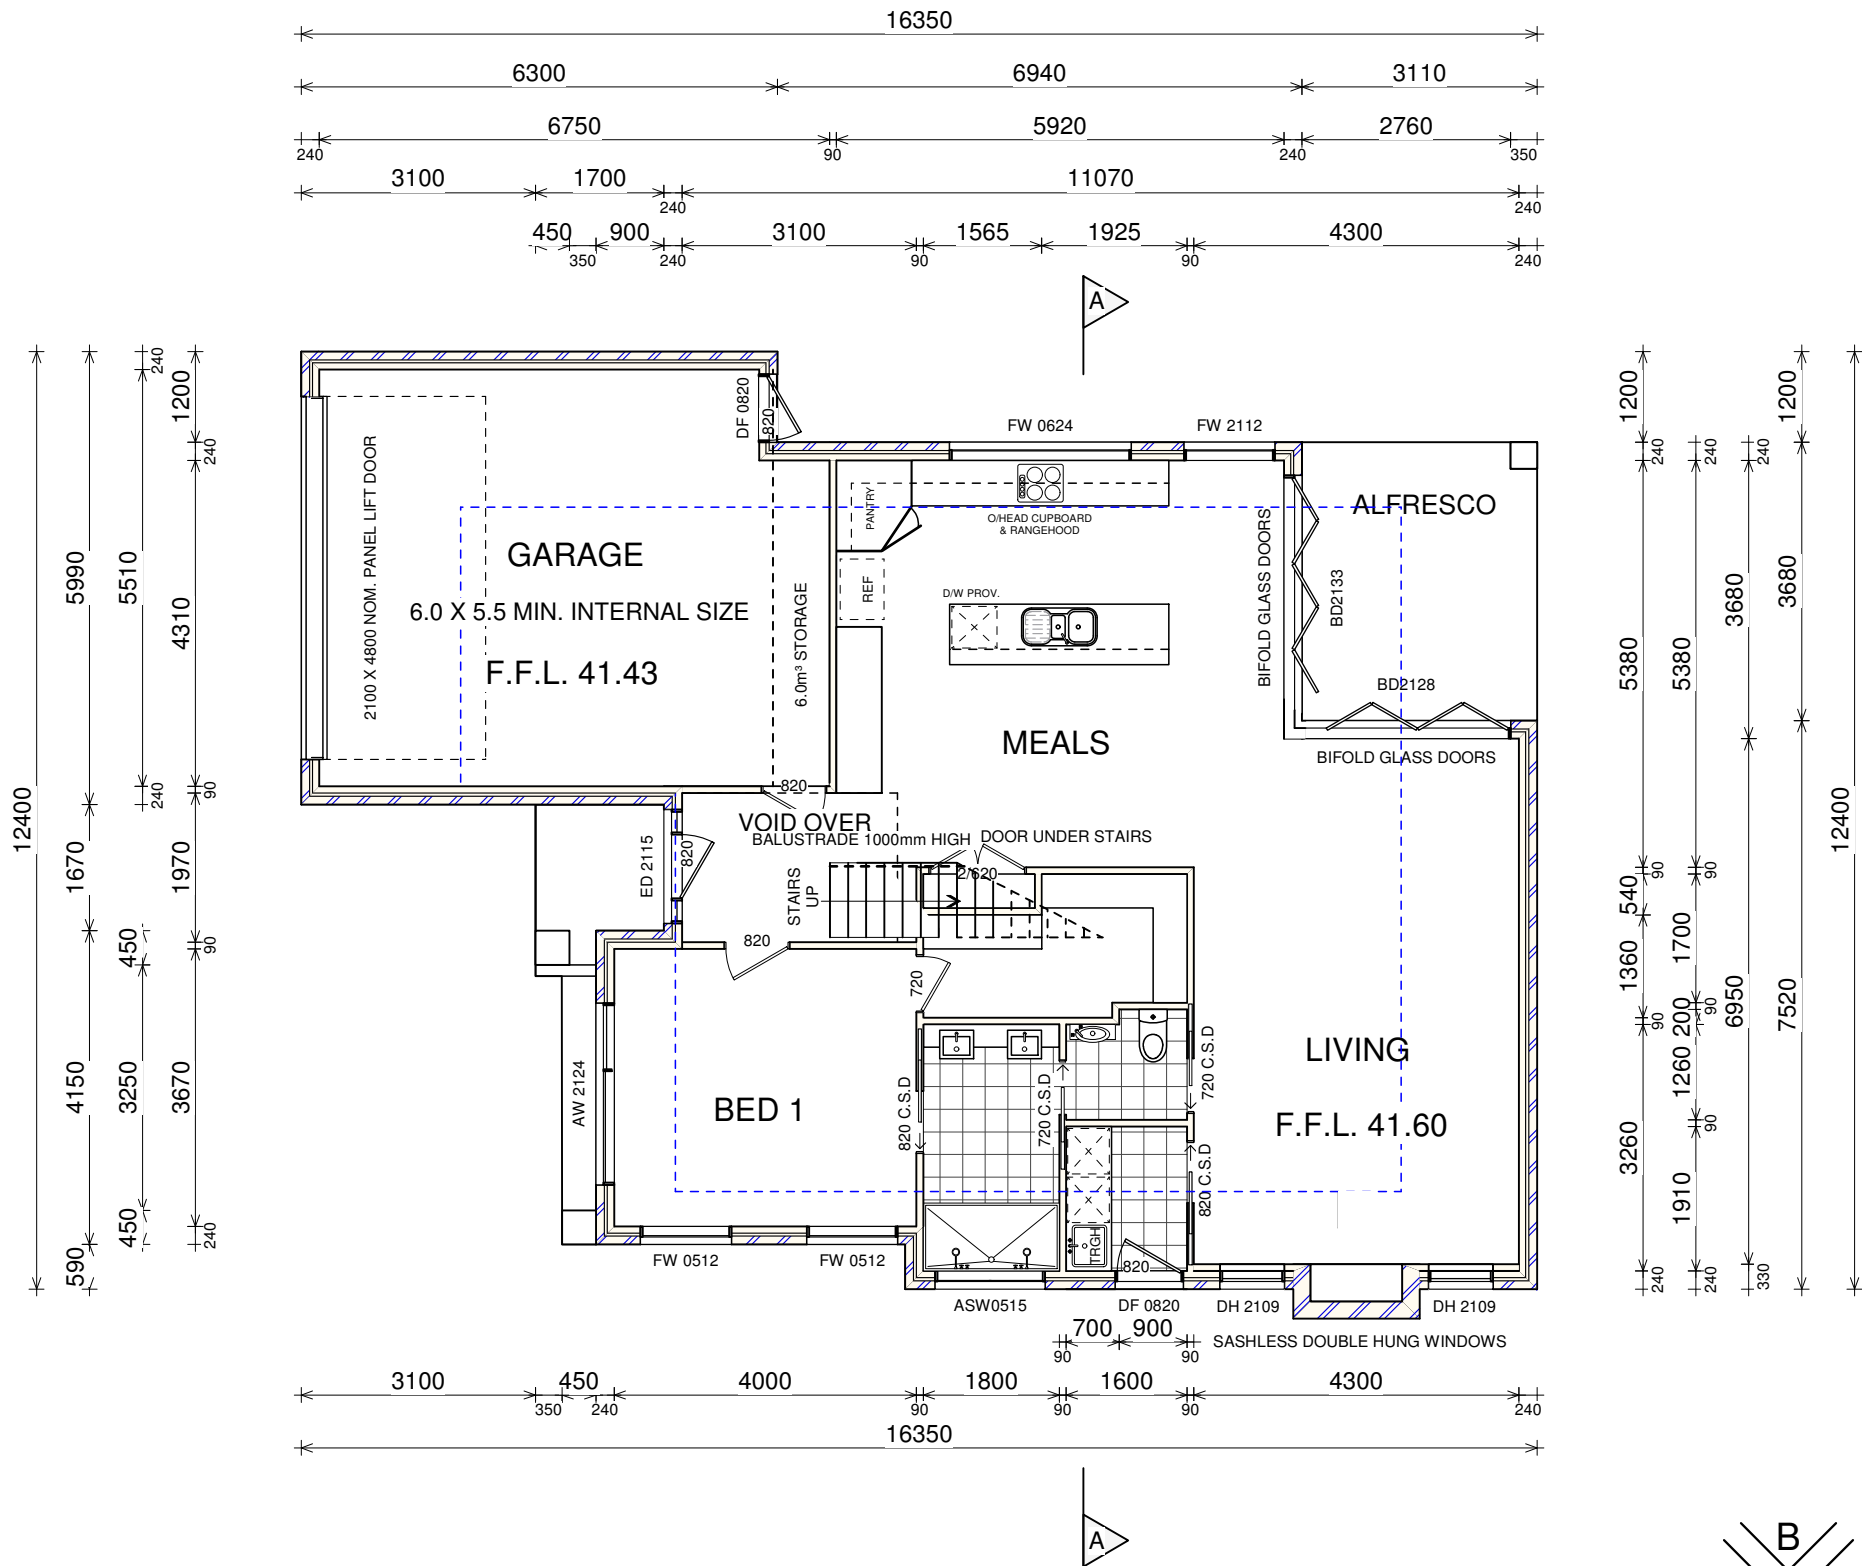 16350
6300 6940 3110
6750 5920 2760
240 90 240 350
3100 1700 11070
240 240
450 900 3100 1565 1925 4300
350 240 90 90 240
A
12400
5990
1670
4150
590
240
5510
240
450
3250
450
1200
240
4310
90
1970
90
3670
240
DF 0820
820
FW 0624
FW 2112
2100 X 4800 NOM. PANEL LIFT DOOR
GARAGE
6.0 X 5.5 MIN. INTERNAL SIZE
F.F.L. 41.43
6.0m³ STORAGE
PANTRY
REF
O/HEAD CUPBOARD
& RANGEHOOD
D/W PROV.
MEALS
BIFOLD GLASS DOORS
BD2133
ALFRESCO
BD2128
BIFOLD GLASS DOORS
820
VOID OVER
BALUSTRADE 1000mm HIGH
DOOR UNDER STAIRS
2/620
ED 2115
820
STAIRS
UP
820
720
AW 2124
BED 1
820 C.S.D
720 C.S.D
720 C.S.D
820 C.S.D
LIVING
F.F.L. 41.60
TRGH
820
FW 0512
FW 0512
ASW0515
DF 0820
DH 2109
DH 2109
SASHLESS DOUBLE HUNG WINDOWS
1200
240
5380
90
540
1360
90
3260
240
240
5380
90
1700
90
200
1260
90
1910
240
240
3680
6950
330
1200
3680
7520
12400
700 900
90 90
3100 450 4000 1800 1600 4300
350 240 90 90 90 240
16350
A
B